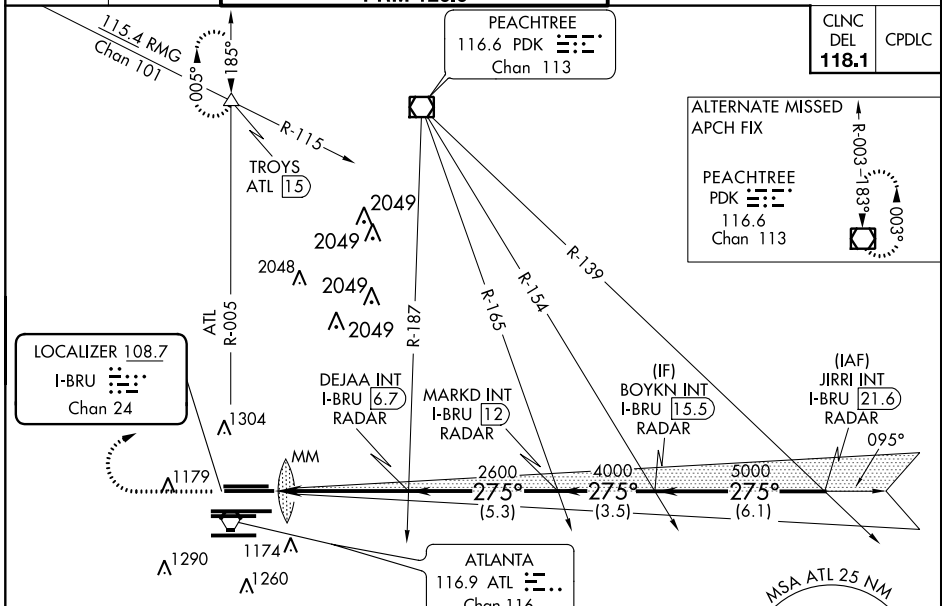 PEACHTREE
116.6 PDK
Chan 113
CLNC
DEL
118.1
CPDLC
115.4 RMG
Chan 101
005°
185°
R-115
TROYS
ATL 15
ALTERNATE MISSED
APCH FIX
PEACHTREE
PDK
116.6
Chan 113
R-003
183°
003°
2049
2049
2048
2049
2049
R-187
R-165
R-154
R-139
ATL
R-005
LOCALIZER 108.7
I-BRU
Chan 24
DEJAA INT
I-BRU 6.7
RADAR
MARKD INT
I-BRU 12
RADAR
(IF)
BOYKN INT
I-BRU 15.5
RADAR
(IAF)
JIRRI INT
I-BRU 21.6
RADAR
095°
1304
MM
1179
2600
4000
5000
275°
275°
275°
(5.3)
(3.5)
(6.1)
1290
1174
1260
ATLANTA
116.9 ATL
Chan 116
MSA ATL 25 NM